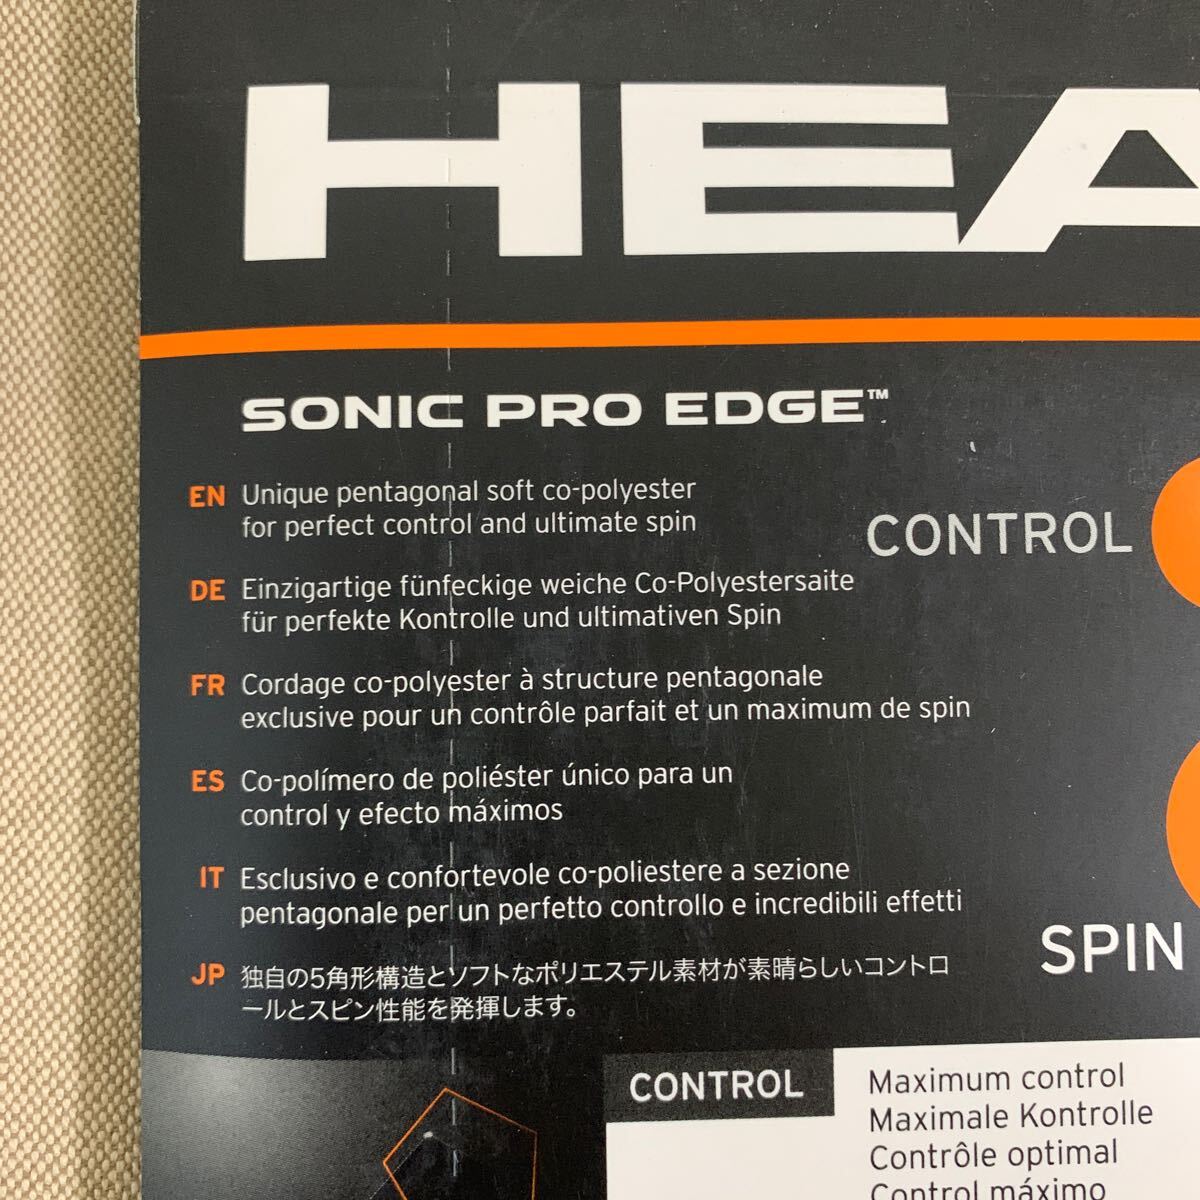 HEA
SONIC PRO EDGE™
EN Unique pentagonal soft co-polyester
for perfect control and ultimate spin
DE Einzigartige fünfeckige weiche Co-Polyestersaite
für perfekte Kontrolle und ultimativen Spin
FR Cordage co-polyester à structure pentagonale
exclusive pour un contrôle parfait et un maximum de spin
ES Co-polímero de poliéster único para un
control y efecto máximos
IT Esclusivo e confortevole co-poliestere a sezione
pentagonale per un perfetto controllo e incredibili effetti
JP 独自の5角形構造とソフトなポリエステル素材が素晴らしいコントロ
ールとスピン性能を発揮します。
CONTROL
SPIN
CONTROL
Maximum control
Maximale Kontrolle
Contrôle optimal
Control máximo